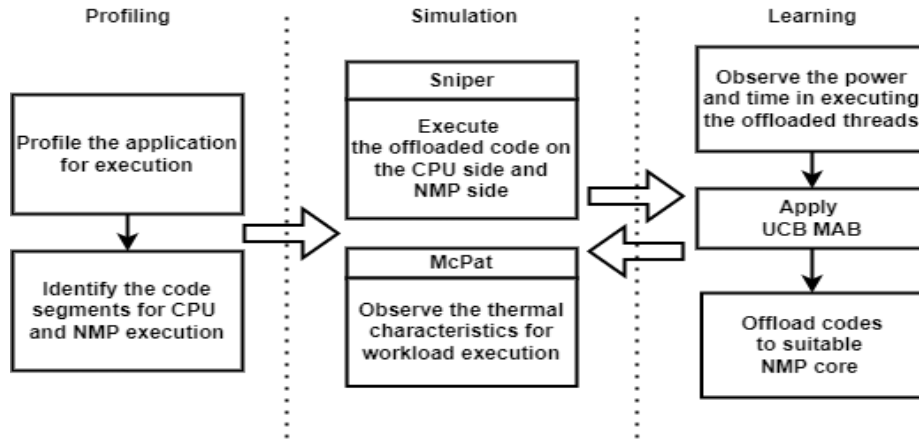 Profiling
Profile the application
for execution
Identify the code
segments for CPU
and NMP execution
Simulation
Sniper
Execute
the offloaded code on
the CPU side and
NMP side
McPat
Observe the thermal
characteristics for
workload execution
Learning
Observe the power
and time in executing
the offloaded threads
Apply
UCB MAB
Offload codes
to suitable
NMP core